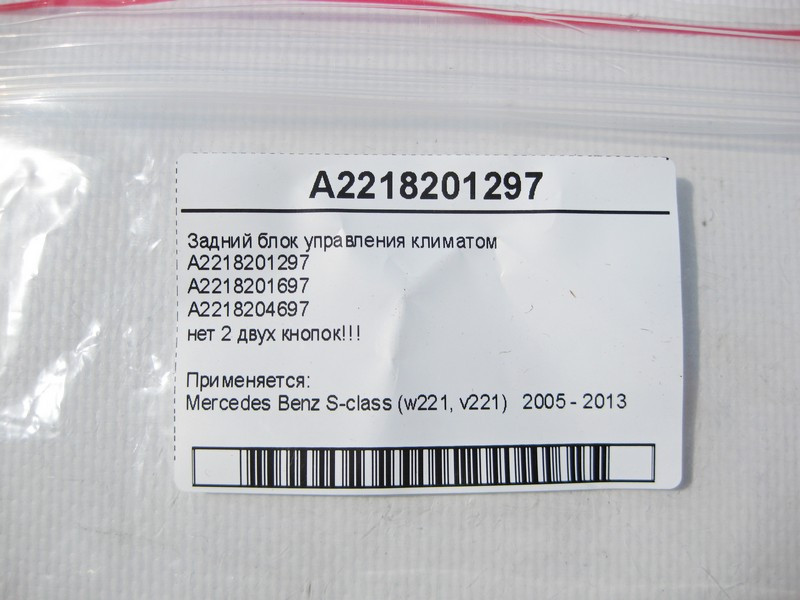 A2218201297
Задний блок управления климатом
A2218201297
A2218201697
A2218204697
нет 2 двух кнопок!!!
Применяется:
Mercedes Benz S-class (w221, v221) 2005 - 2013